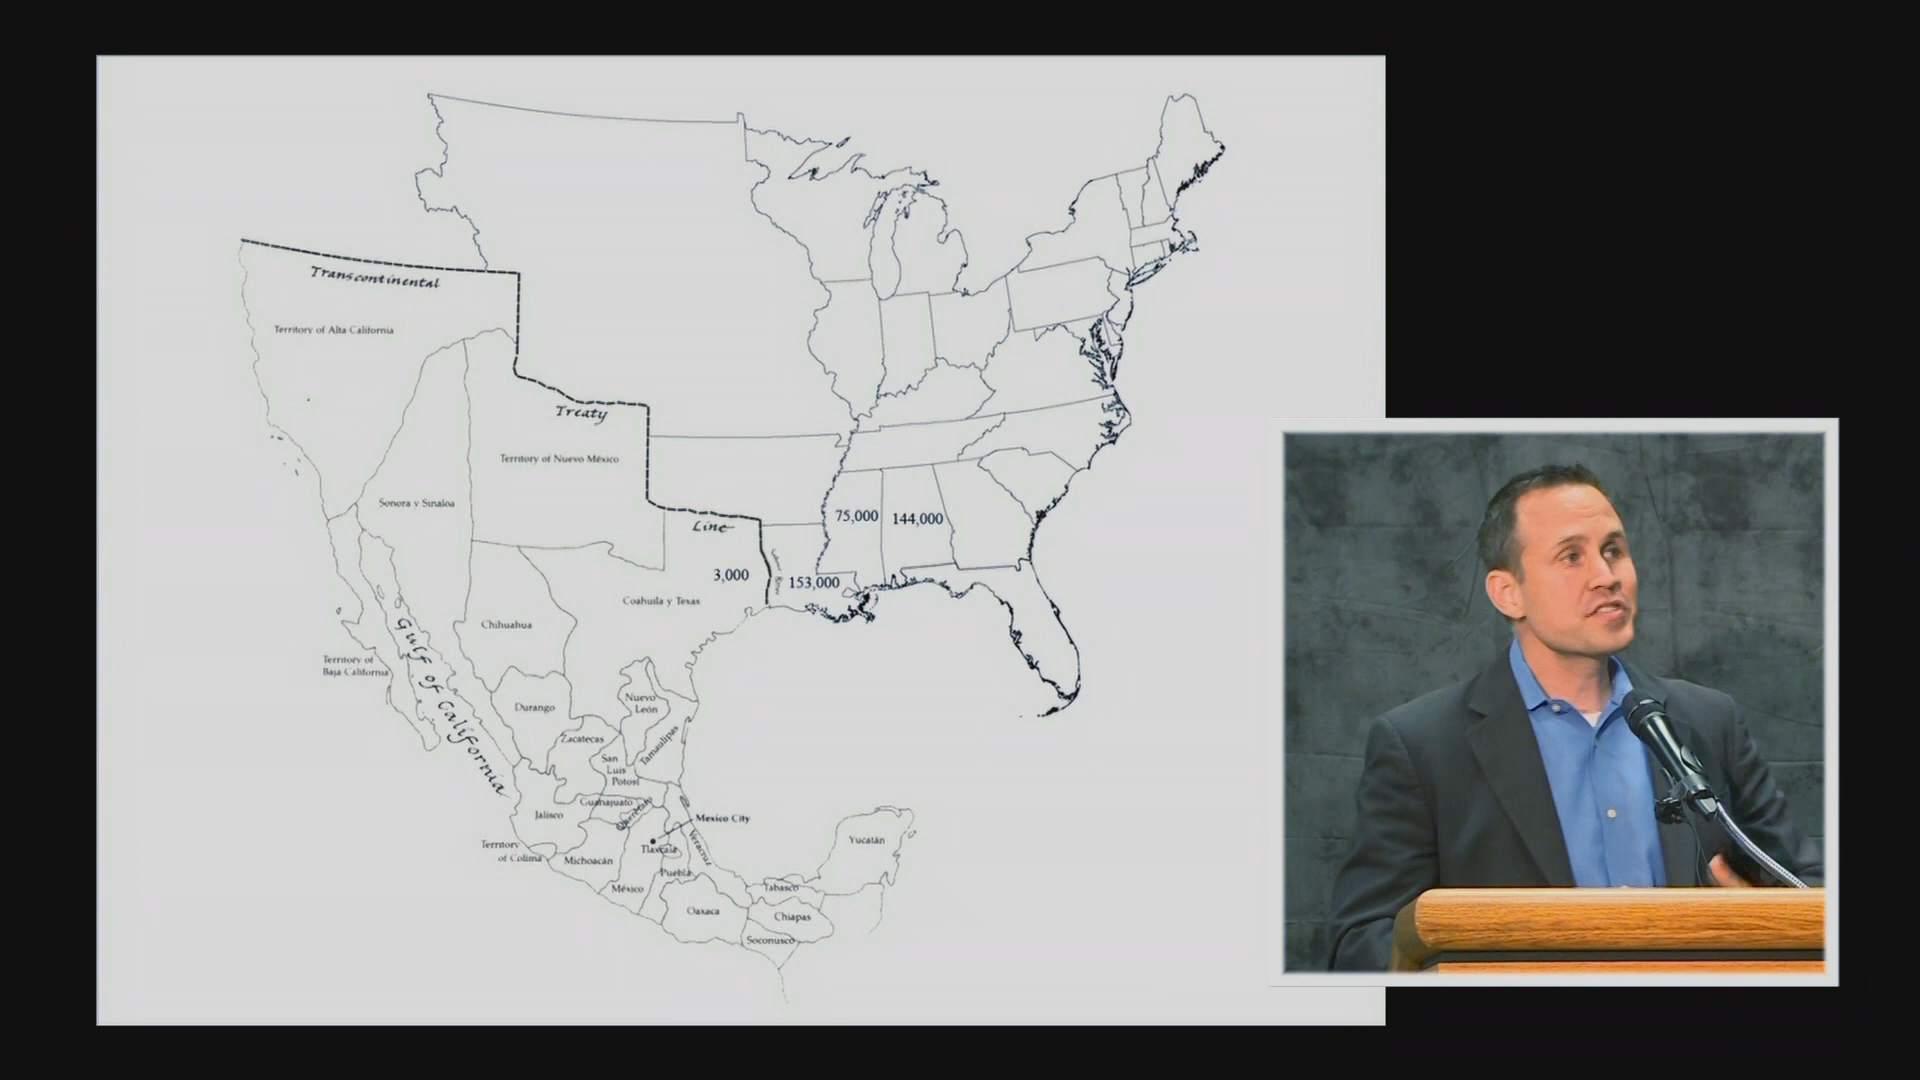 Transcontinental
Territory of Alta California
Treaty
Territory of Nuevo México
Sonora y Sinaloa
Line
75,000
144,000
3,000
153,000
Coahuila y Texas
Chihuahua
Gulf of California
Territory of
Baja California
Nuevo
León
Durango
Zacatecas
Tamaulipas
San
Luis
Potosí
Guanajuato
Querétaro
Jalisco
Mexico City
Veracruz
Yucatán
Territory
of Colima
Tlaxcala
Michoacán
Puebla
México
Tabasco
Oaxaca
Chiapas
Soconusco